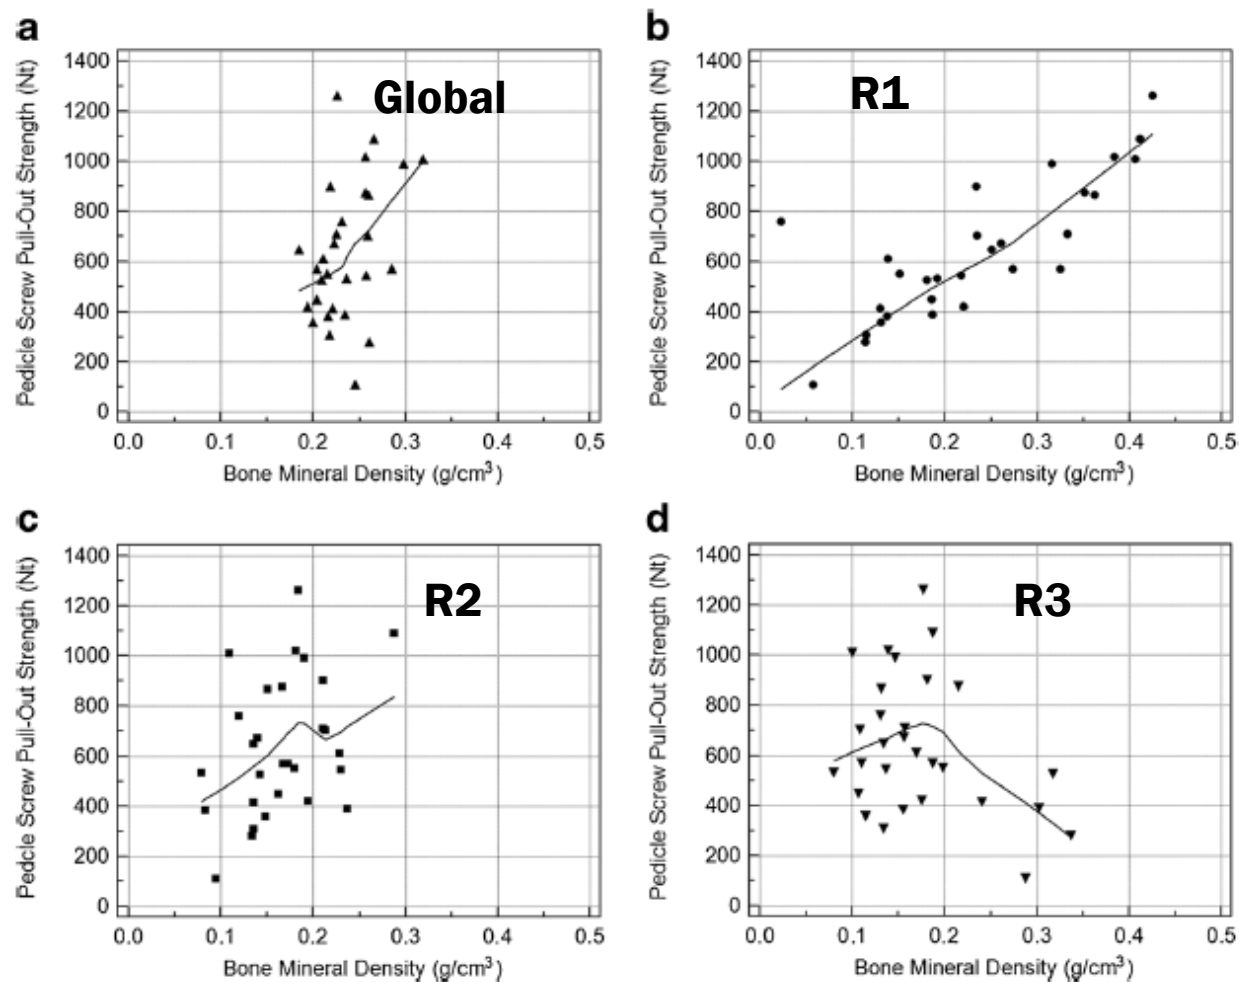 a
Global
Pedicle Screw Pull-Out Strength (Nt)
1400
1200
1000
800
600
400
200
0
0.0 0.1 0.2 0.3 0.4 0,5
Bone Mineral Density (g/cm³)
b
R1
Pedicle Screw Pull-Out Strength (Nt)
1400
1200
1000
800
600
400
200
0
0.0 0.1 0.2 0.3 0.4 0.5
Bone Mineral Density (g/cm³)
c
R2
Pedcle Screw Pull-Out Strength (Nt)
1400
1200
1000
800
600
400
200
0
0.0 0.1 0.2 0.3 0.4 0.5
Bone Mineral Density (g/cm³)
d
R3
Pedicle Screw Pull-Out Strength (Nt)
1400
1200
1000
800
600
400
200
0
0.0 0.1 0.2 0.3 0.4 0.5
Bone Mineral Density (g/cm³)